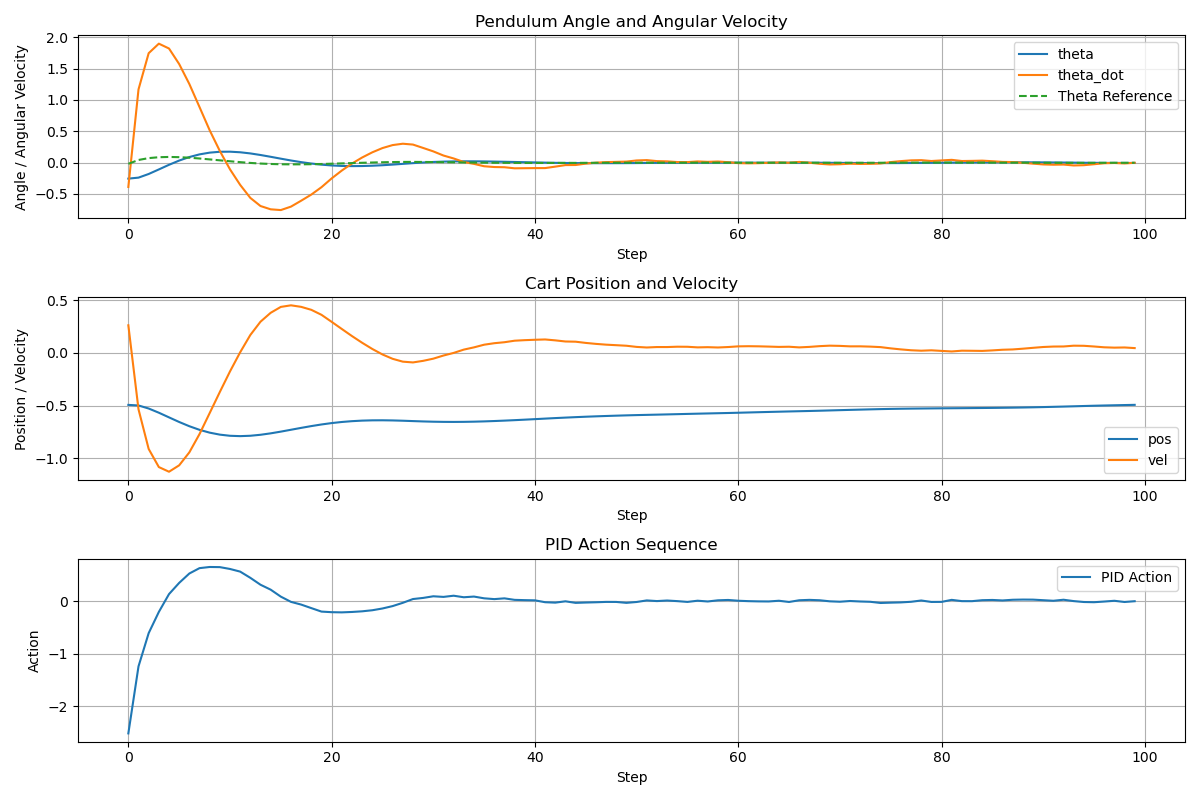 Pendulum Angle and Angular Velocity
Angle / Angular Velocity
2.0
1.5
1.0
0.5
0.0
−0.5
theta
theta_dot
Theta Reference
0 20 40 60 80 100
Step
Cart Position and Velocity
Position / Velocity
0.5
0.0
−0.5
−1.0
pos
vel
0 20 40 60 80 100
Step
PID Action Sequence
Action
0
−1
−2
PID Action
0 20 40 60 80 100
Step